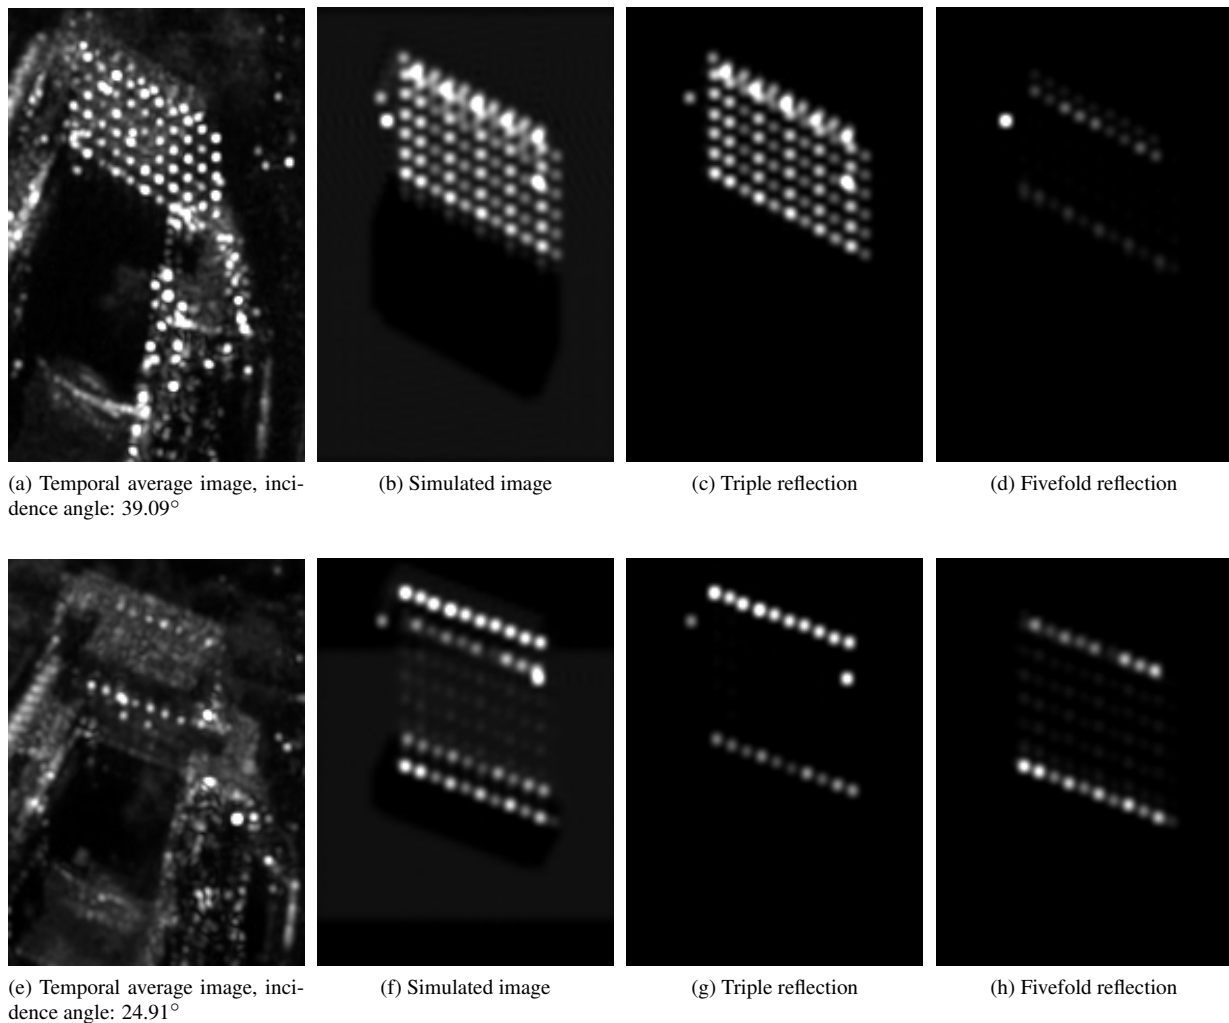 (a) Temporal average image, inci-
dence angle: 39.09°
(b) Simulated image
(c) Triple reflection
(d) Fivefold reflection
(e) Temporal average image, inci-
dence angle: 24.91°
(f) Simulated image
(g) Triple reflection
(h) Fivefold reflection